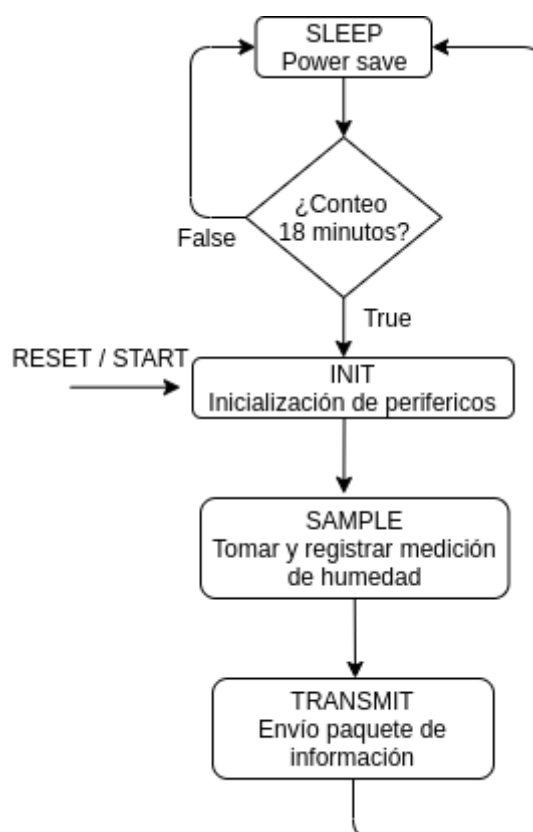 SLEEP
Power save
¿Conteo
18 minutos?
False
True
RESET / START
INIT
Inicialización de perifericos
SAMPLE
Tomar y registrar medición
de humedad
TRANSMIT
Envío paquete de
información